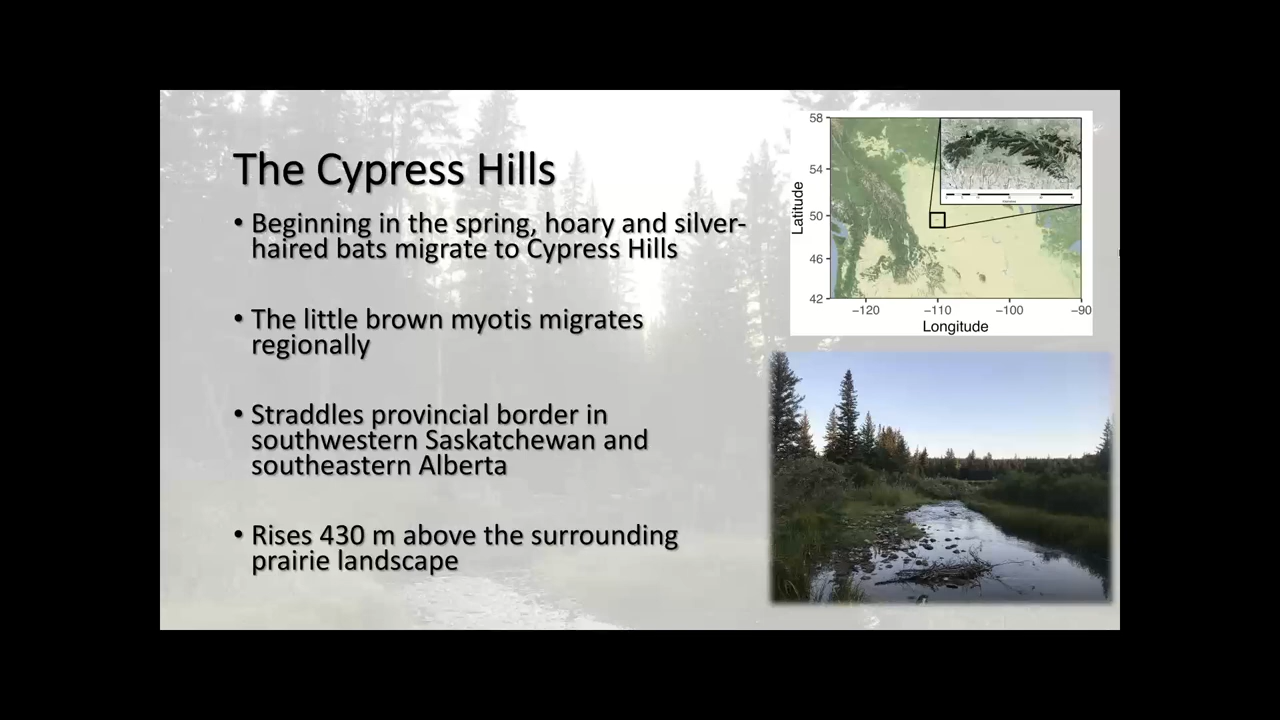 The Cypress Hills
• Beginning in the spring, hoary and silver-
haired bats migrate to Cypress Hills
• The little brown myotis migrates
regionally
• Straddles provincial border in
southwestern Saskatchewan and
southeastern Alberta
• Rises 430 m above the surrounding
prairie landscape
58
54
50
46
42
Latitude
−120
−110
−100
−90
Longitude